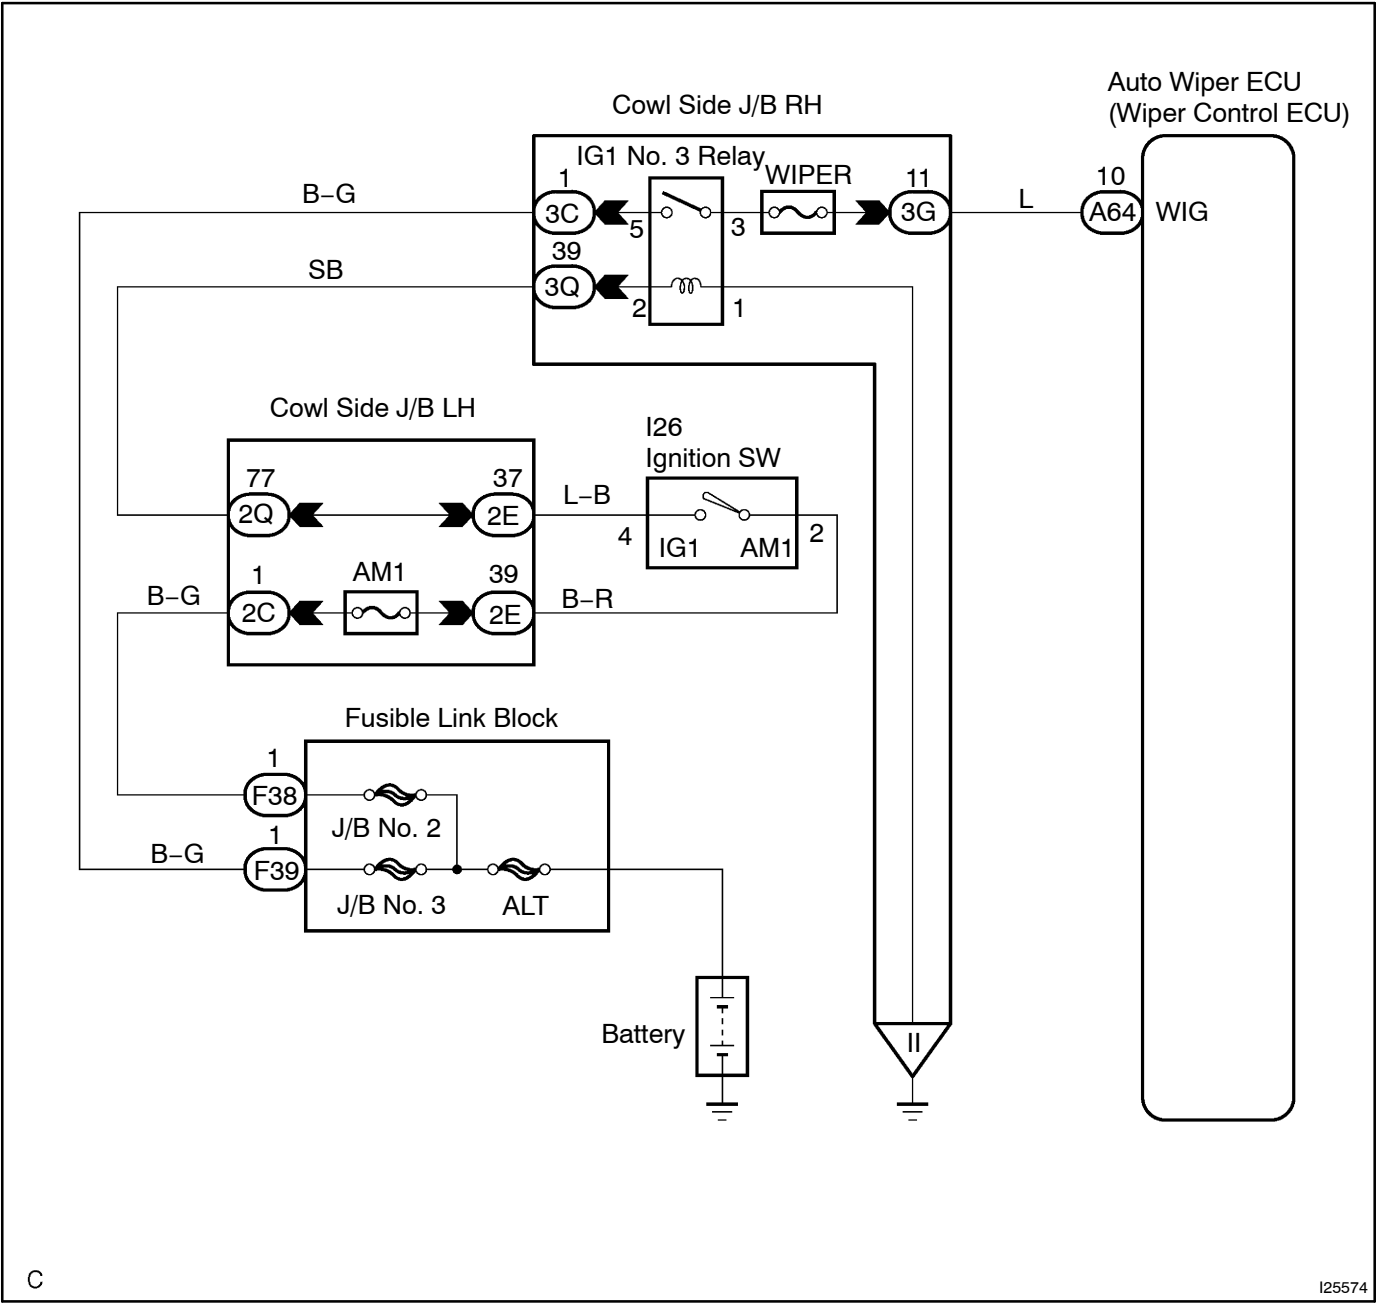 Auto Wiper ECU
(Wiper Control ECU)
Cowl Side J/B RH
IG1 No. 3 Relay
WIPER
1
11
10
B−G
3C
5
3
3G
L
A64
WIG
39
SB
3Q
2
1
Cowl Side J/B LH
I26
Ignition SW
77
37
L−B
2Q
2E
4
2
IG1
AM1
1
AM1
39
B−G
2C
2E
B−R
Fusible Link Block
1
F38
J/B No. 2
1
B−G
F39
J/B No. 3
ALT
Battery
II
C
I25574